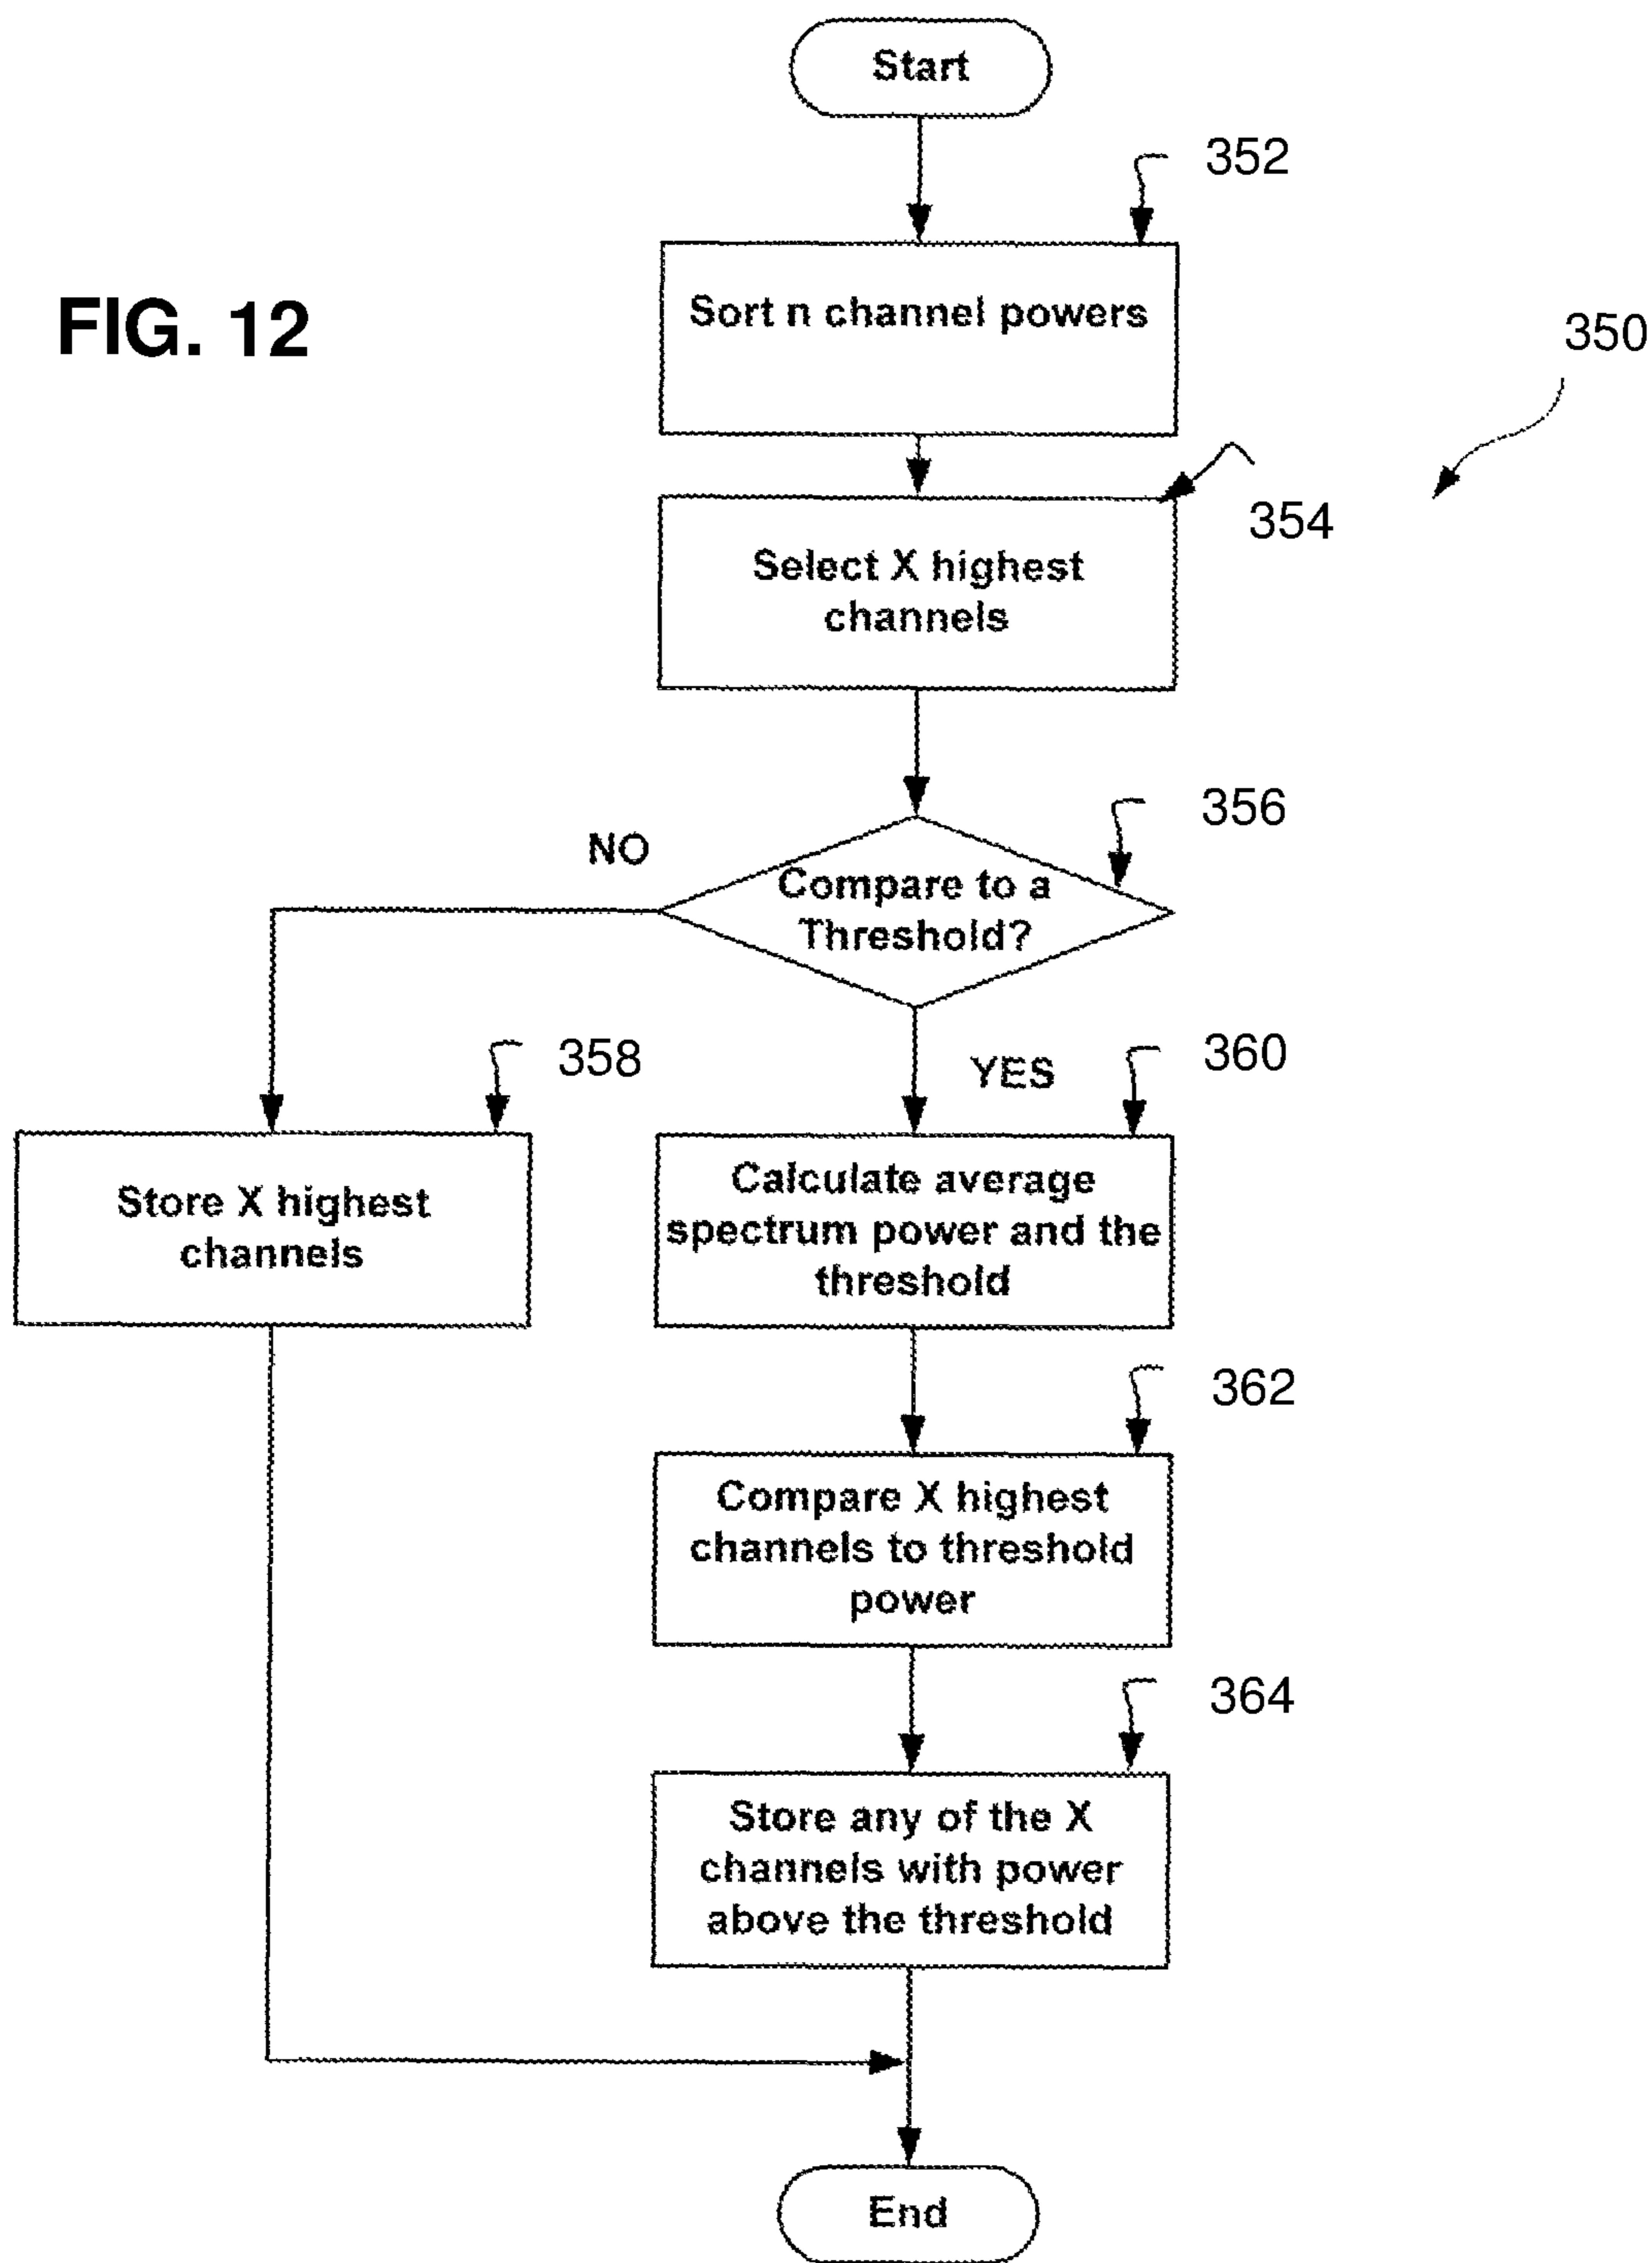 Start
352
FIG. 12
Sort n channel powers
350
354
Select X highest
channels
356
NO
Compare to a
Threshold?
358
360
YES
Store X highest
channels
Calculate average
spectrum power and the
threshold
362
Compare X highest
channels to threshold
power
364
Store any of the X
channels with power
above the threshold
End